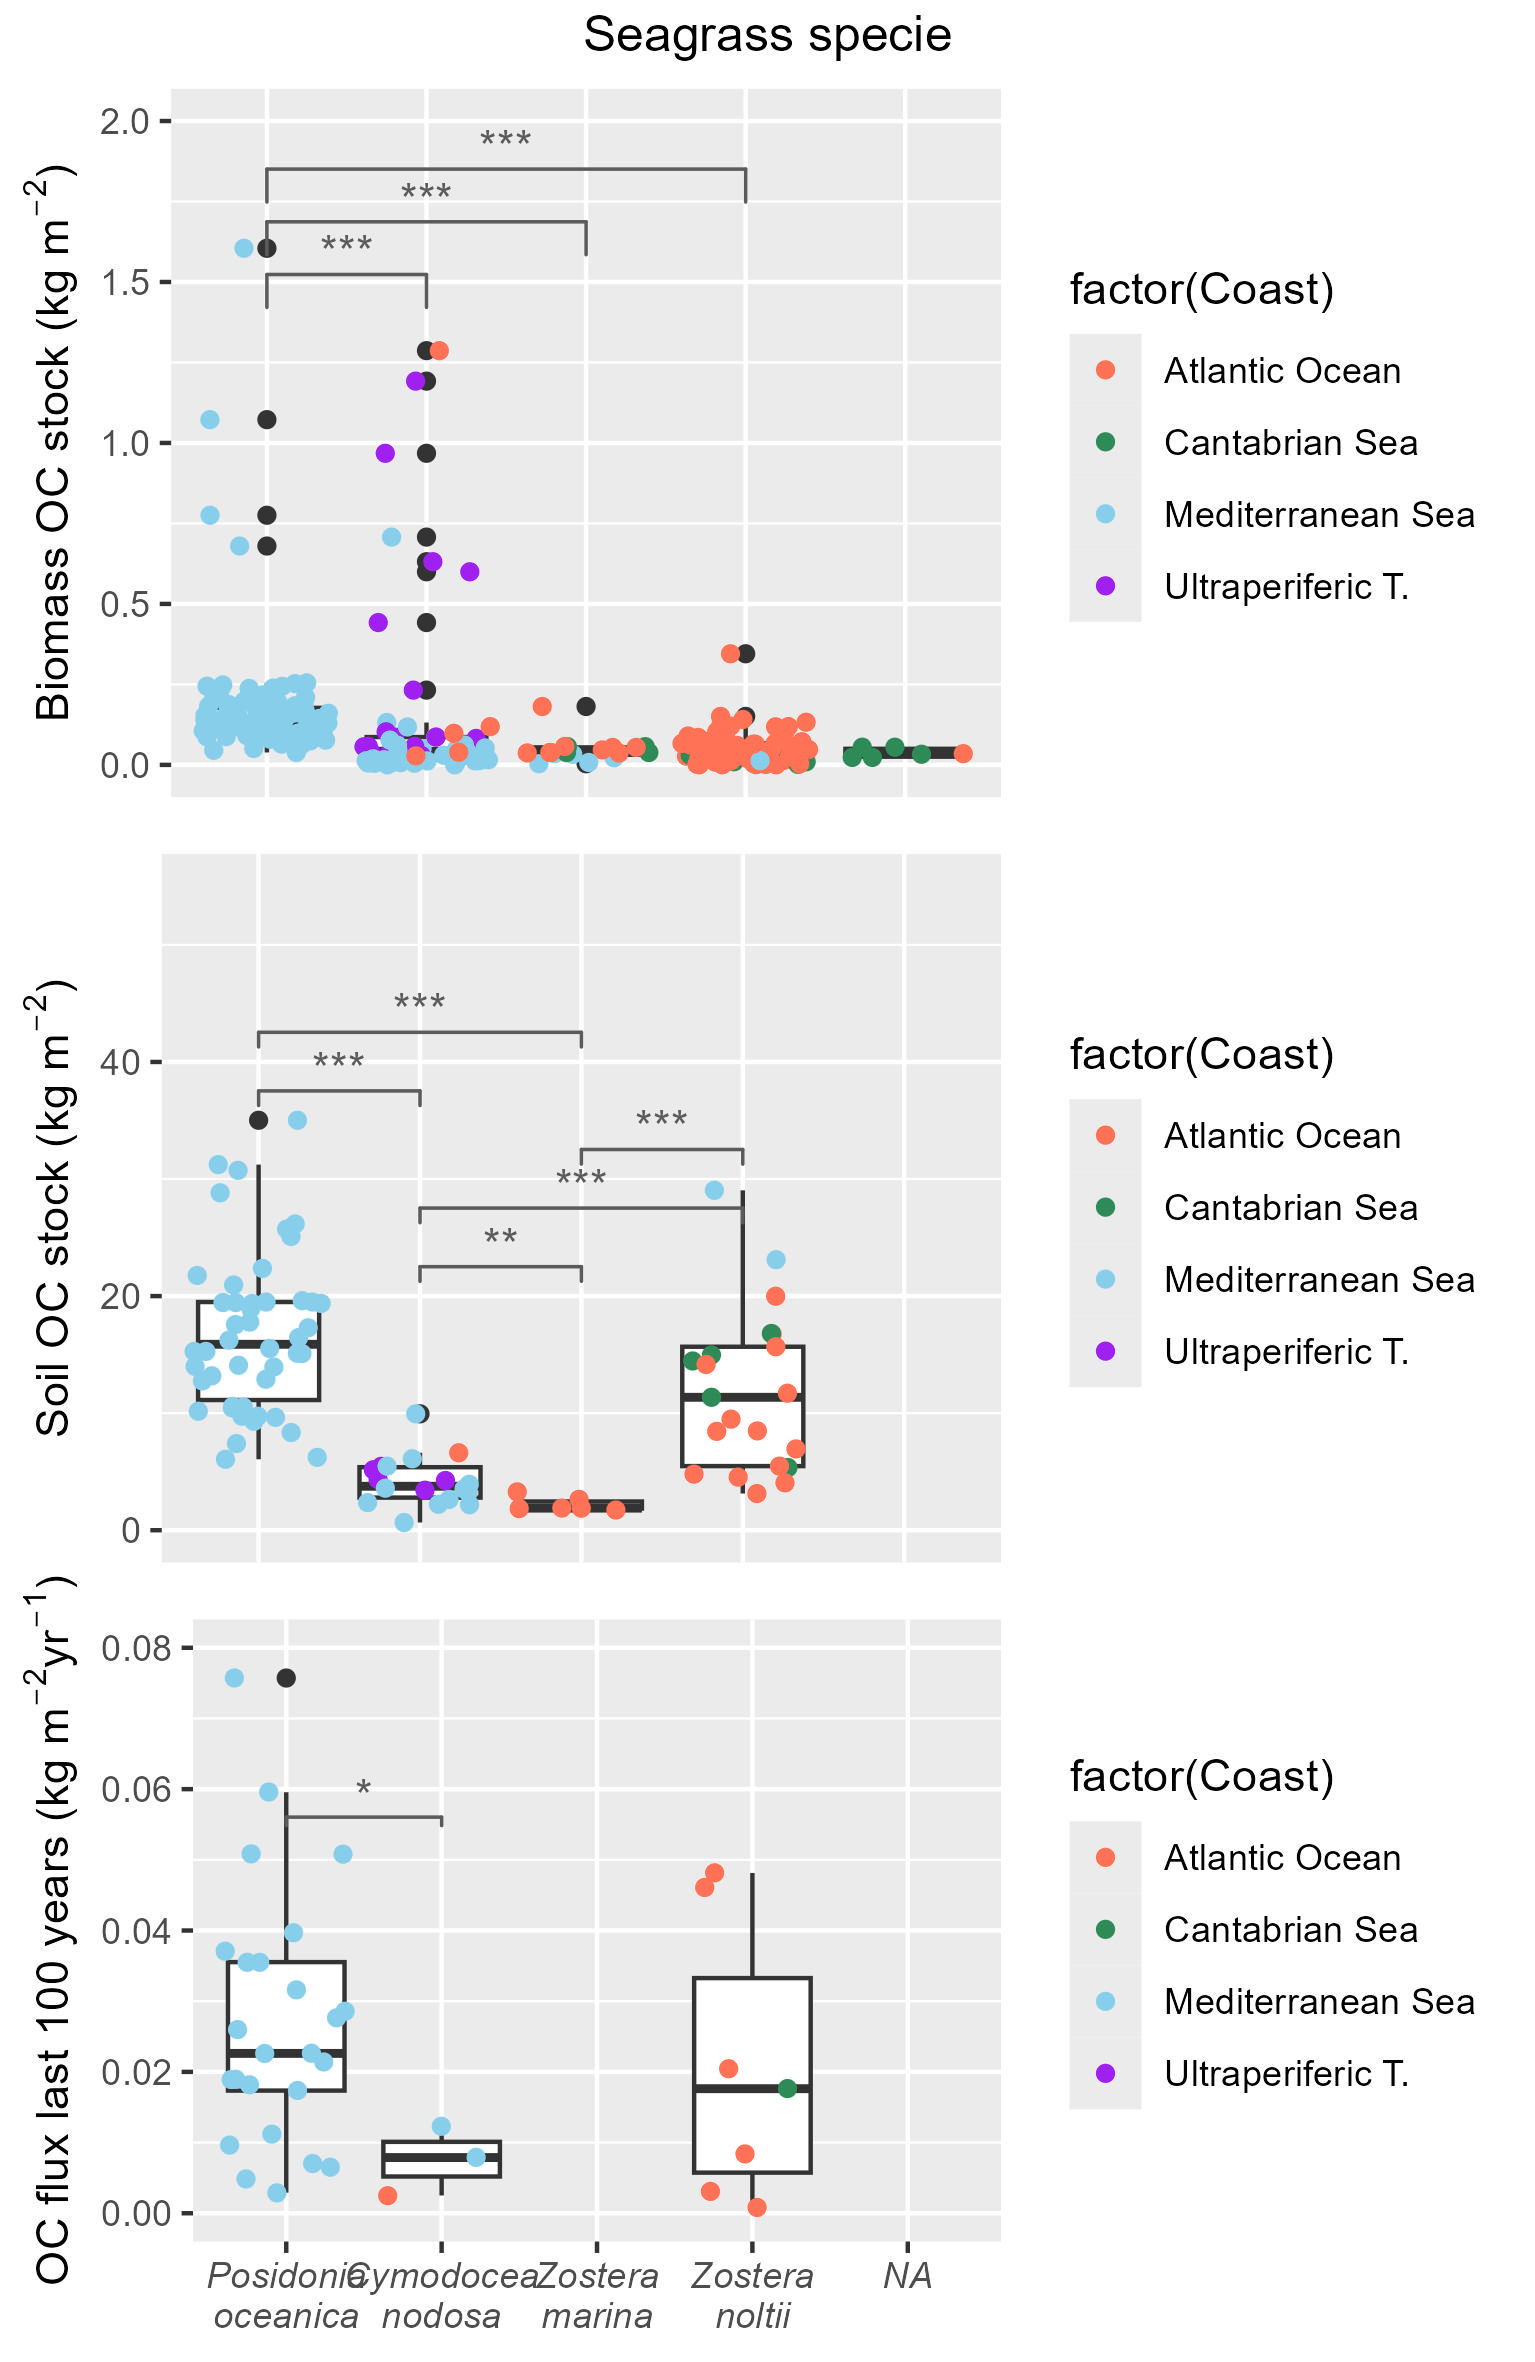 Seagrass specie
Biomass OC stock (kg m−2)
2.0
1.5
1.0
0.5
0.0
***
***
***
factor(Coast)
Atlantic Ocean
Cantabrian Sea
Mediterranean Sea
Ultraperiferic T.
Soil OC stock (kg m−2)
40
20
0
***
***
***
***
**
factor(Coast)
Atlantic Ocean
Cantabrian Sea
Mediterranean Sea
Ultraperiferic T.
OC flux last 100 years (kg m−2yr−1)
0.08
0.06
0.04
0.02
0.00
*
factor(Coast)
Atlantic Ocean
Cantabrian Sea
Mediterranean Sea
Ultraperiferic T.
Posidonia
oceanica
Cymodocea
nodosa
Zostera
marina
Zostera
noltii
NA